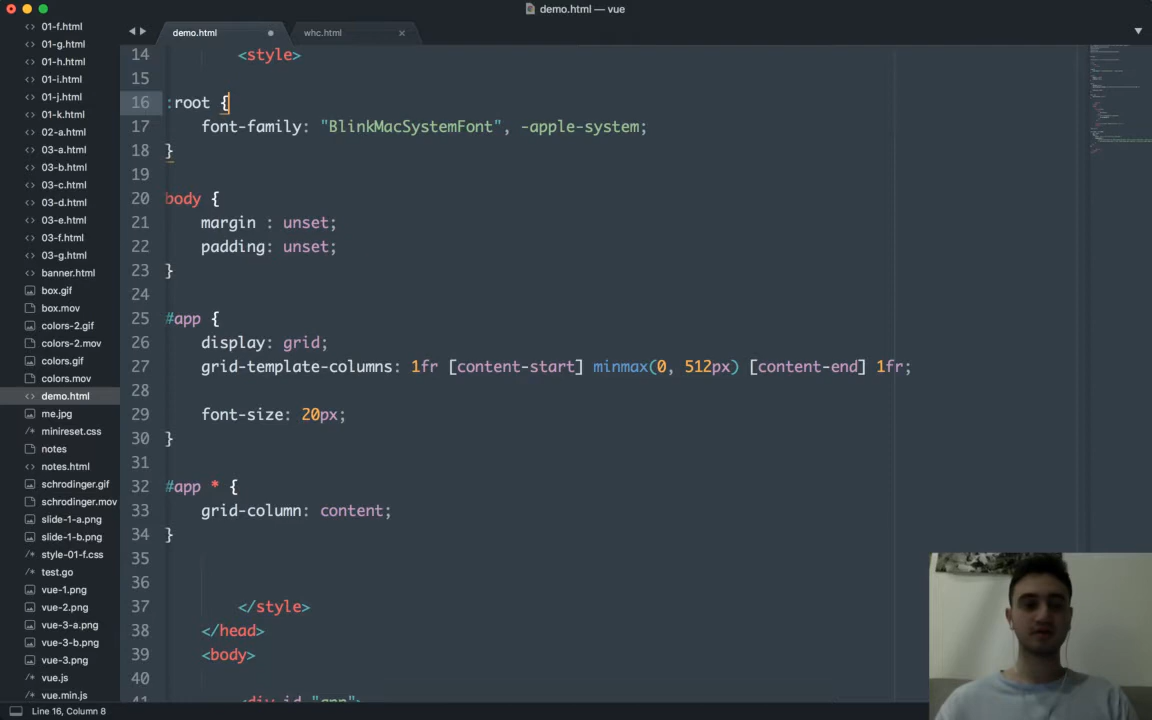 demo.html — vue
01-f.html
01-g.html
01-h.html
01-i.html
01-j.html
01-k.html
02-a.html
03-a.html
03-b.html
03-c.html
03-d.html
03-e.html
03-f.html
03-g.html
banner.html
box.gif
box.mov
colors-2.gif
colors-2.mov
colors.gif
colors.mov
demo.html
me.jpg
minireset.css
notes
notes.html
schrodinger.gif
schrodinger.mov
slide-1-a.png
slide-1-b.png
style-01-f.css
test.go
vue-1.png
vue-2.png
vue-3-a.png
vue-3-b.png
vue-3.png
vue.js
vue.min.js
demo.html
whc.html
14 <style>
15
16 :root {
17 font-family: "BlinkMacSystemFont", -apple-system;
18 }
19
20 body {
21 margin : unset;
22 padding: unset;
23 }
24
25 #app {
26 display: grid;
27 grid-template-columns: 1fr [content-start] minmax(0, 512px) [content-end] 1fr;
28
29 font-size: 20px;
30 }
31
32 #app * {
33 grid-column: content;
34 }
35
36
37 </style>
38 </head>
39 <body>
40
41 <div id="app">
Line 16, Column 8